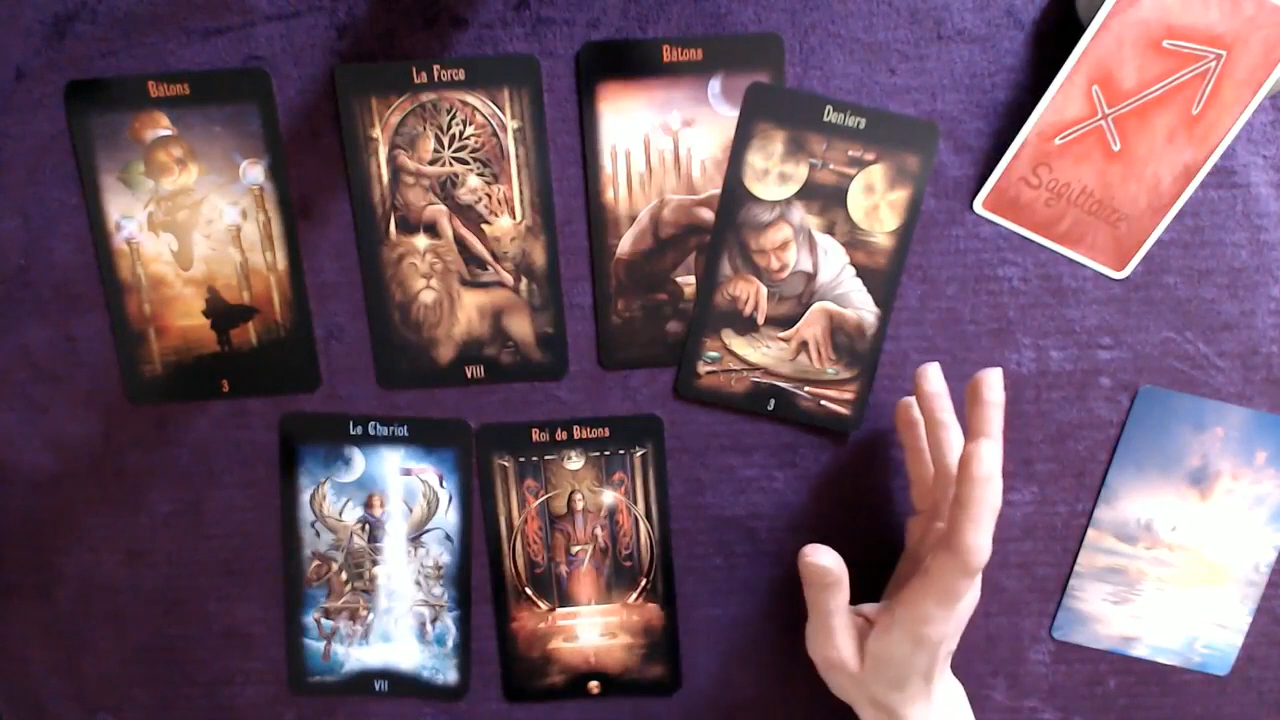 Bâtons
3
La Force
VIII
Bâtons
Deniers
3
Sagittaire
Le Chariot
VII
Roi de Bâtons